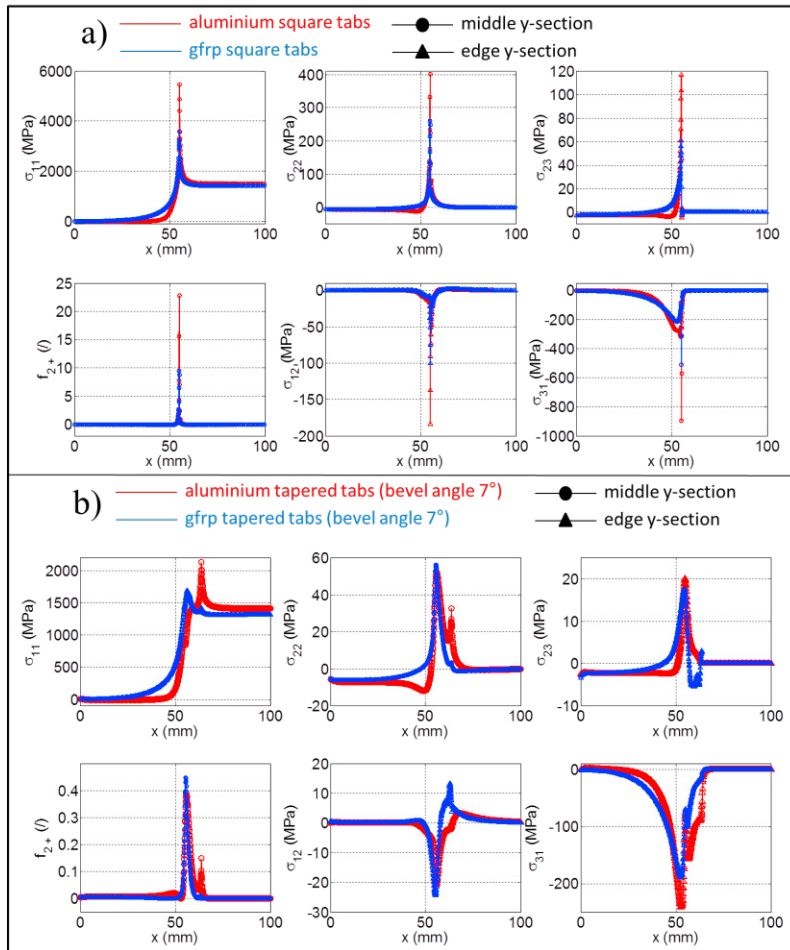 a)
aluminium square tabs
middle y-section
gfrp square tabs
edge y-section
6000
4000
2000
0
σ11 (MPa)
0 50 100
x (mm)
400
300
200
100
0
σ22 (MPa)
0 50 100
x (mm)
120
100
80
60
40
20
0
σ23 (MPa)
0 50 100
x (mm)
25
20
15
10
5
0
f2+ (/)
0 50 100
x (mm)
0
-50
-100
-150
-200
σ12, (MPa)
0 50 100
x (mm)
0
-200
-400
-600
-800
-1000
σ31 (MPa)
0 50 100
x (mm)
b)
aluminium tapered tabs (bevel angle 7°)
middle y-section
gfrp tapered tabs (bevel angle 7°)
edge y-section
2000
1500
1000
500
0
σ11 (MPa)
0 50 100
x (mm)
60
40
20
0
-20
σ22 (MPa)
0 50 100
x (mm)
20
10
0
-10
σ23 (MPa)
0 50 100
x (mm)
0.4
0.3
0.2
0.1
0
f2+ (/)
0 50 100
x (mm)
20
12
10
0
-10
-20
-30
σ12 (MPa)
0 50 100
x (mm)
0
-100
-200
σ31 (MPa)
0 50 100
x (mm)